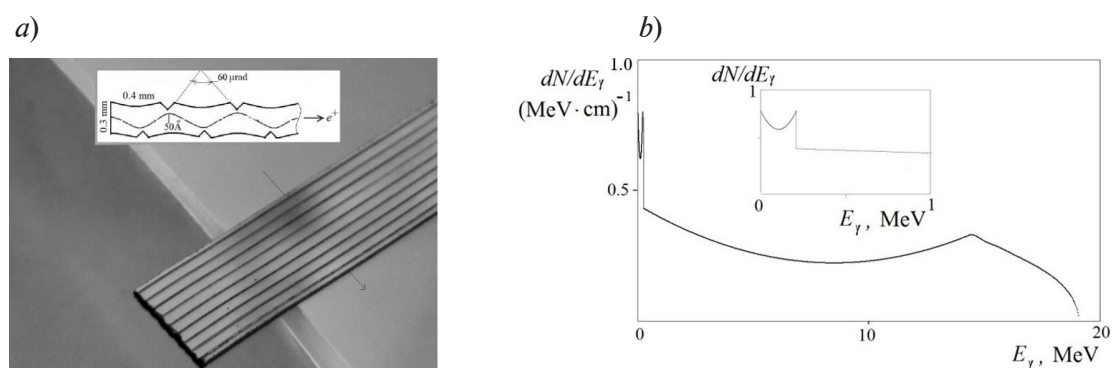 a)
60 μrad
0.4 mm
0.3 mm
50Å
e⁺
b)
dN/dEγ
(MeV·cm)⁻¹
1.0
0.5
0
10
20
Eγ, MeV
dN/dEγ
1
0
1
Eγ, MeV